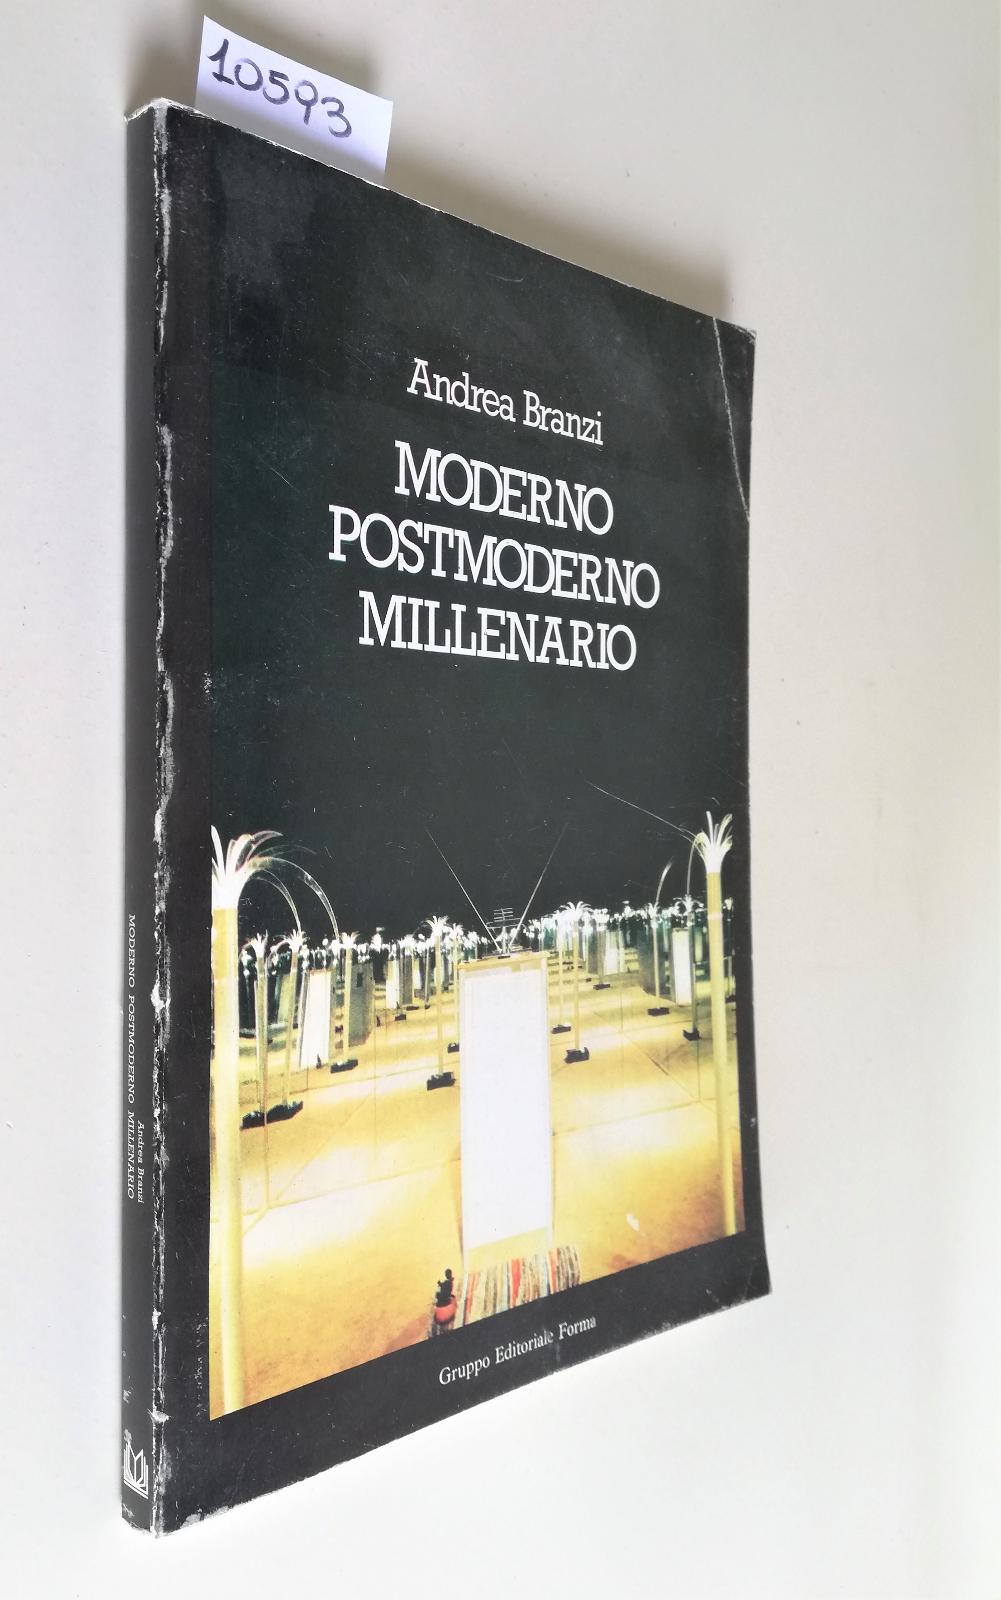 10593
Andrea Branzi
MODERNO
POSTMODERNO
MILLENARIO
Gruppo Editoriale Forma
Andrea Branzi
MODERNO POSTMODERNO MILLENARIO